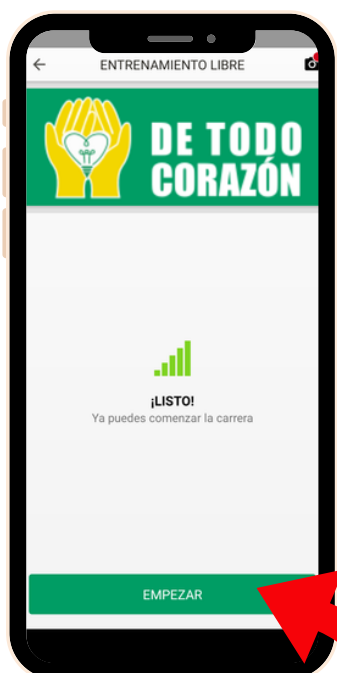 ENTRENAMIENTO LIBRE
DE TODO
CORAZÓN
¡LISTO!
Ya puedes comenzar la carrera
EMPEZAR